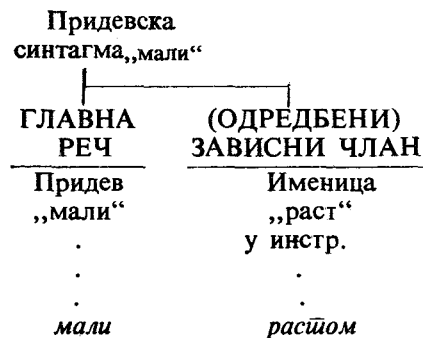 Придевска
синтагма„мали“
ГЛАВНА РЕЧ
(ОДРЕДБЕНИ) ЗАВИСНИ ЧЛАН
Придев
„мали“
.
.
.
мали
Именица
„раст“
у инстр.
.
.
растом